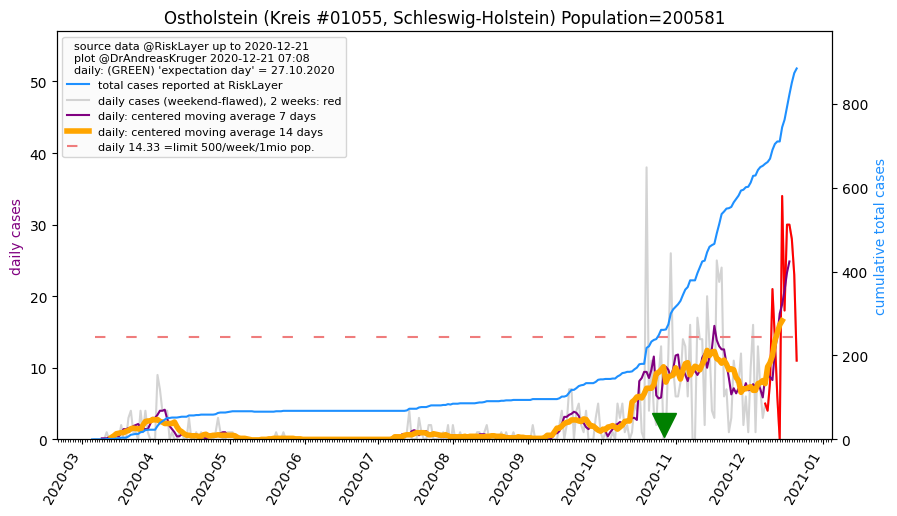 Ostholstein (Kreis #01055, Schleswig-Holstein) Population=200581
source data @RiskLayer up to 2020-12-21
plot @DrAndreasKruger 2020-12-21 07:08
daily: (GREEN) 'expectation day' = 27.10.2020
total cases reported at RiskLayer
daily cases (weekend-flawed), 2 weeks: red
daily: centered moving average 7 days
daily: centered moving average 14 days
daily 14.33 =limit 500/week/1mio pop.
daily cases
50
40
30
20
10
0
cumulative total cases
800
600
400
200
0
2020-03
2020-04
2020-05
2020-06
2020-07
2020-08
2020-09
2020-10
2020-11
2020-12
2021-01